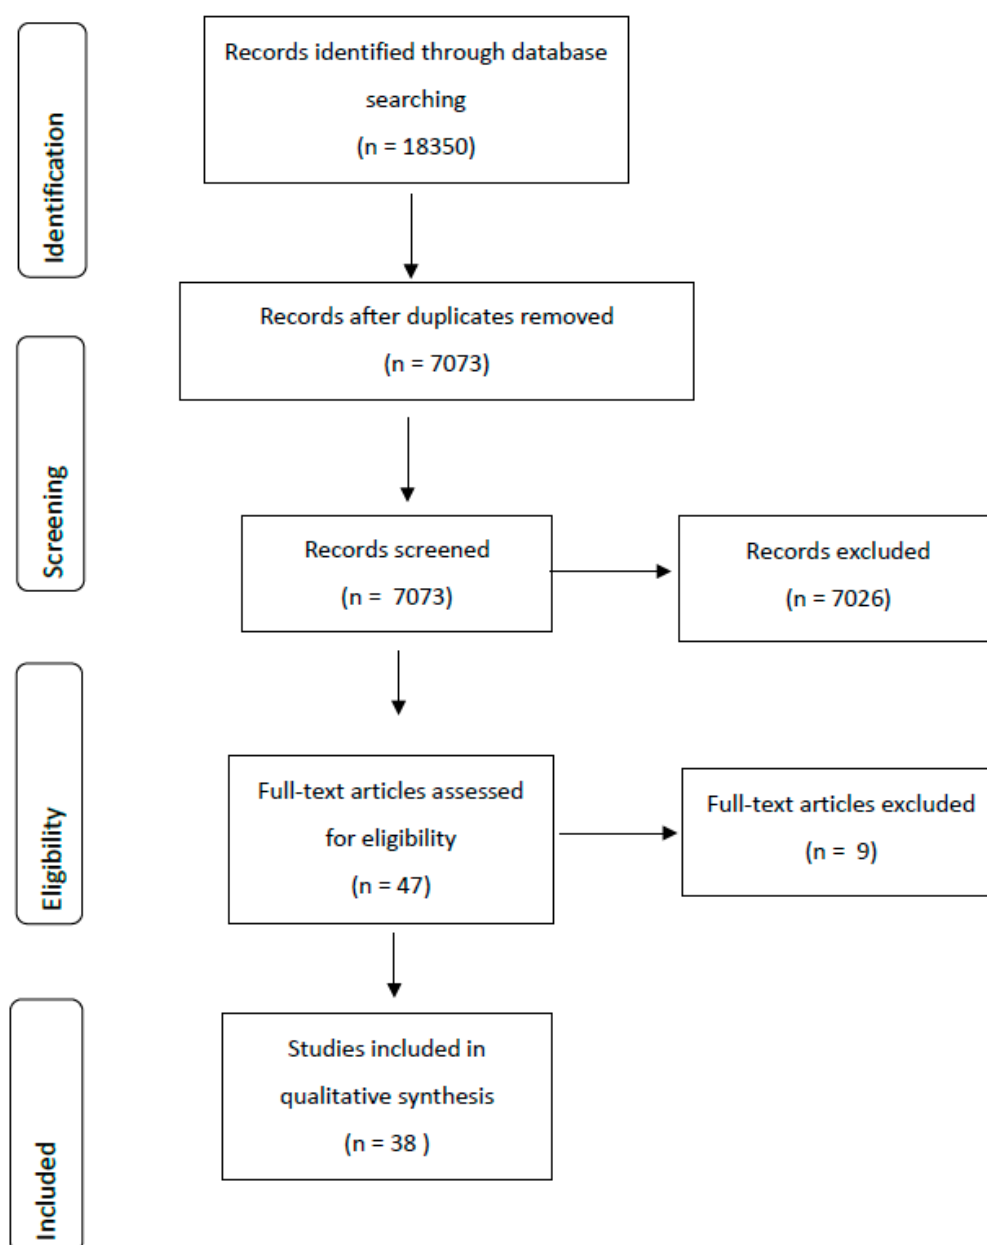 Identification
Records identified through database
searching
(n = 18350)
Records after duplicates removed
(n = 7073)
Screening
Records screened
(n =  7073)
Records excluded
(n = 7026)
Eligibility
Full-text articles assessed
for eligibility
(n = 47)
Full-text articles excluded
(n =  9)
Included
Studies included in
qualitative synthesis
(n = 38 )